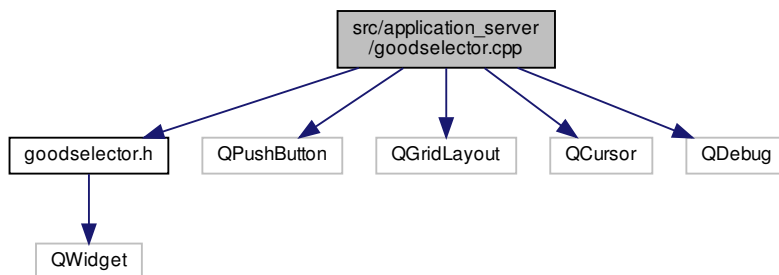 src/application_server
/goodselector.cpp
goodselector.h
QPushButton
QGridLayout
QCursor
QDebug
QWidget